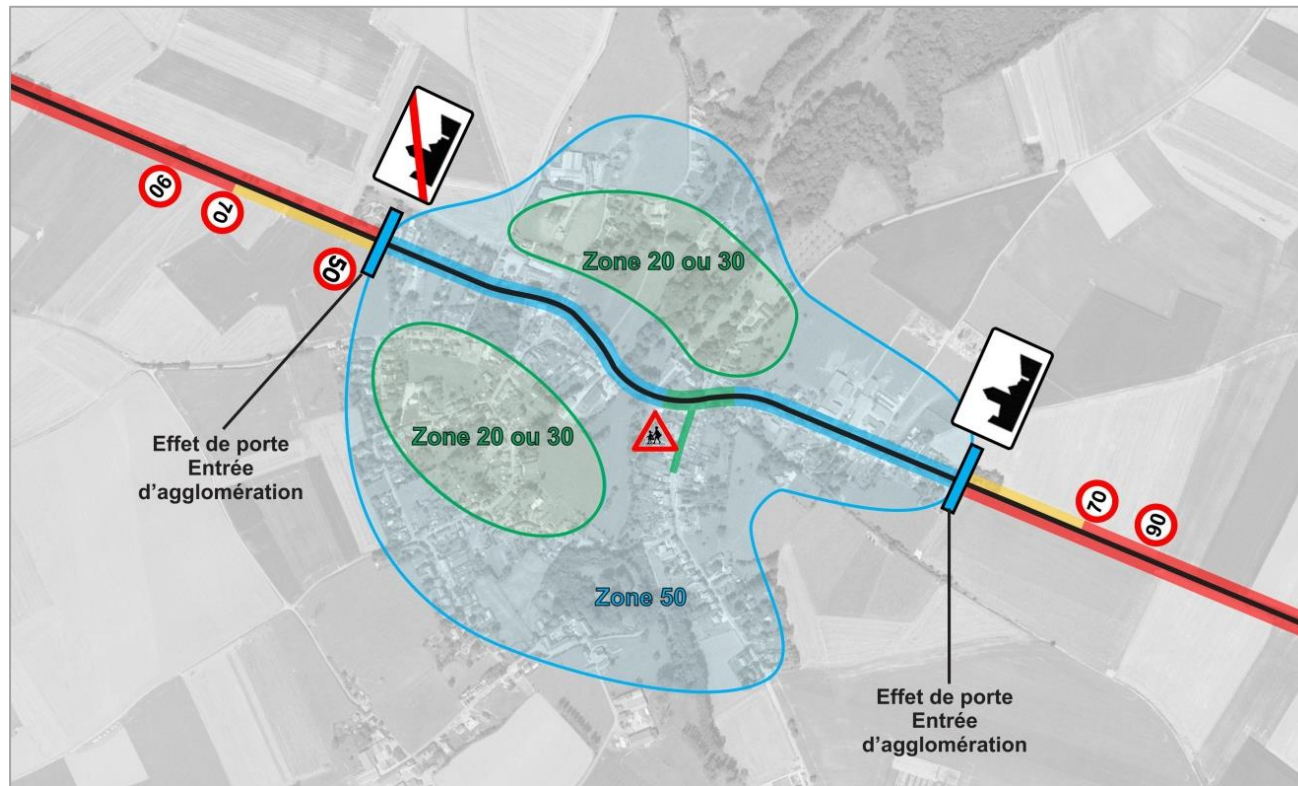 90
70
50
Zone 20 ou 30
Zone 20 ou 30
Effet de porte
Entrée
d'agglomération
Zone 50
70
90
Effet de porte
Entrée
d'agglomération